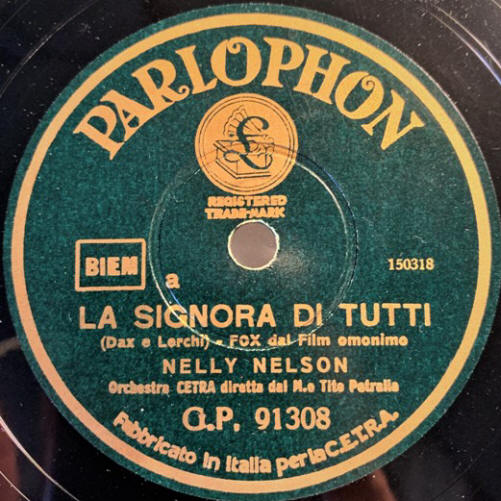 PARLOPHON
£
REGISTERED
TRADE-MARK
BIEM
a
150318
LA SIGNORA DI TUTTI
(Dax e Lerchi) - FOX dal Film omonimo
NELLY NELSON
Orchestra CETRA diretta dal M.o Tito Petralia
G.P. 91308
Fabbricato in Italia per la C.E.T.R.A.